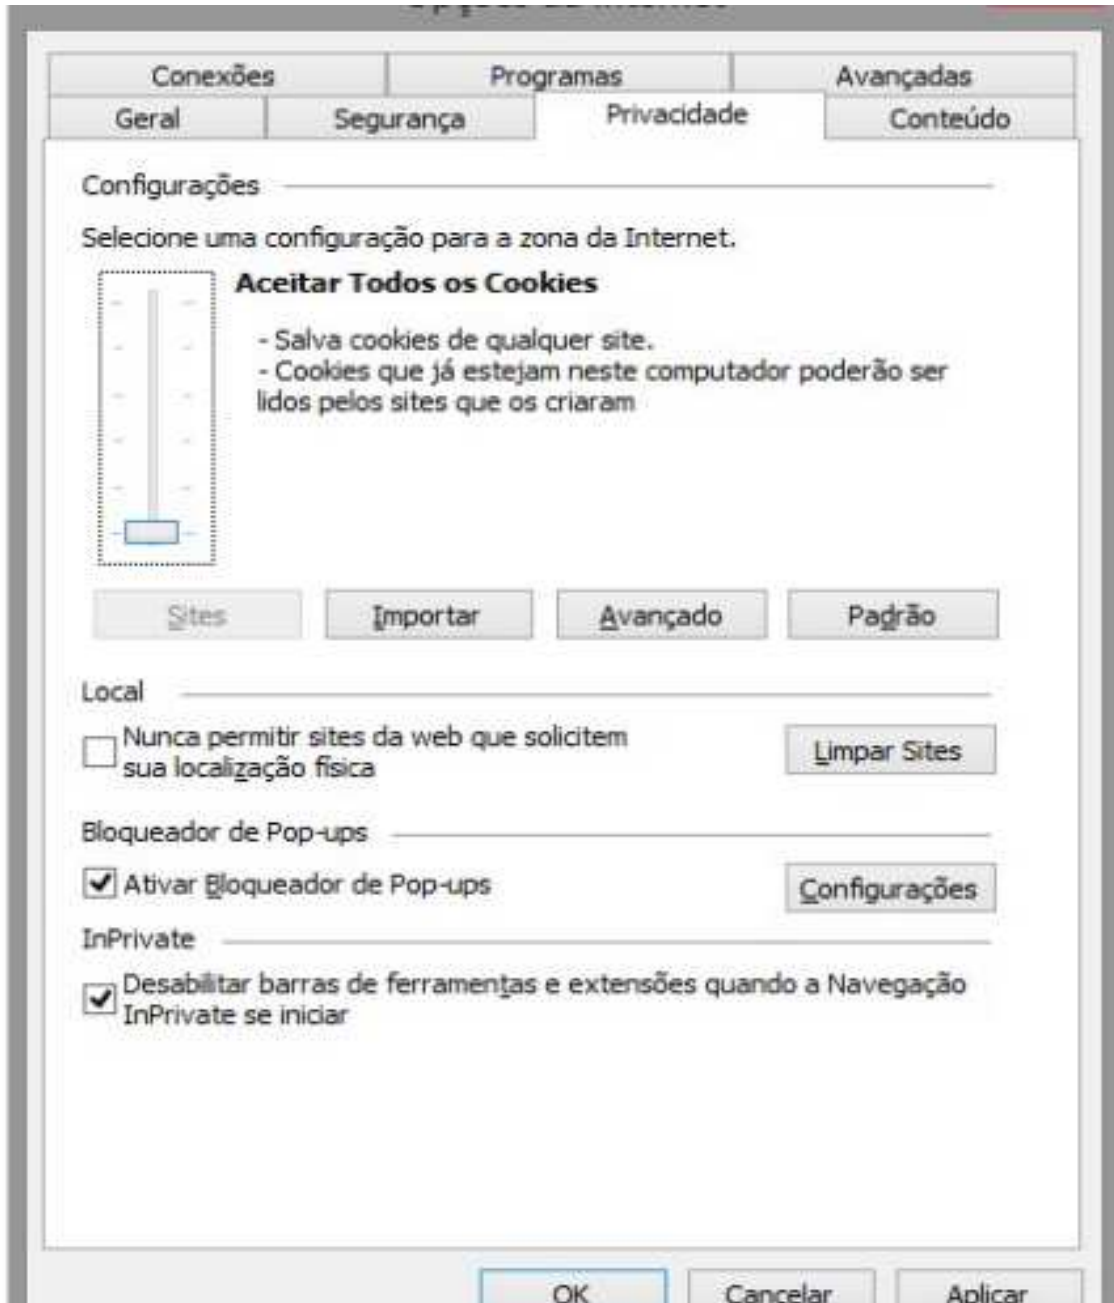 Opções da Internet
Conexões Programas Avançadas
Geral Segurança Privacidade Conteúdo
Configurações
Selecione uma configuração para a zona da Internet.
Aceitar Todos os Cookies
- Salva cookies de qualquer site.
- Cookies que já estejam neste computador poderão ser
lidos pelos sites que os criaram
Sites Importar Avançado Padrão
Local
Nunca permitir sites da web que solicitem
sua localização física
Limpar Sites
Bloqueador de Pop-ups
Ativar Bloqueador de Pop-ups
Configurações
InPrivate
Desabilitar barras de ferramentas e extensões quando a Navegação
InPrivate se iniciar
OK Cancelar Aplicar